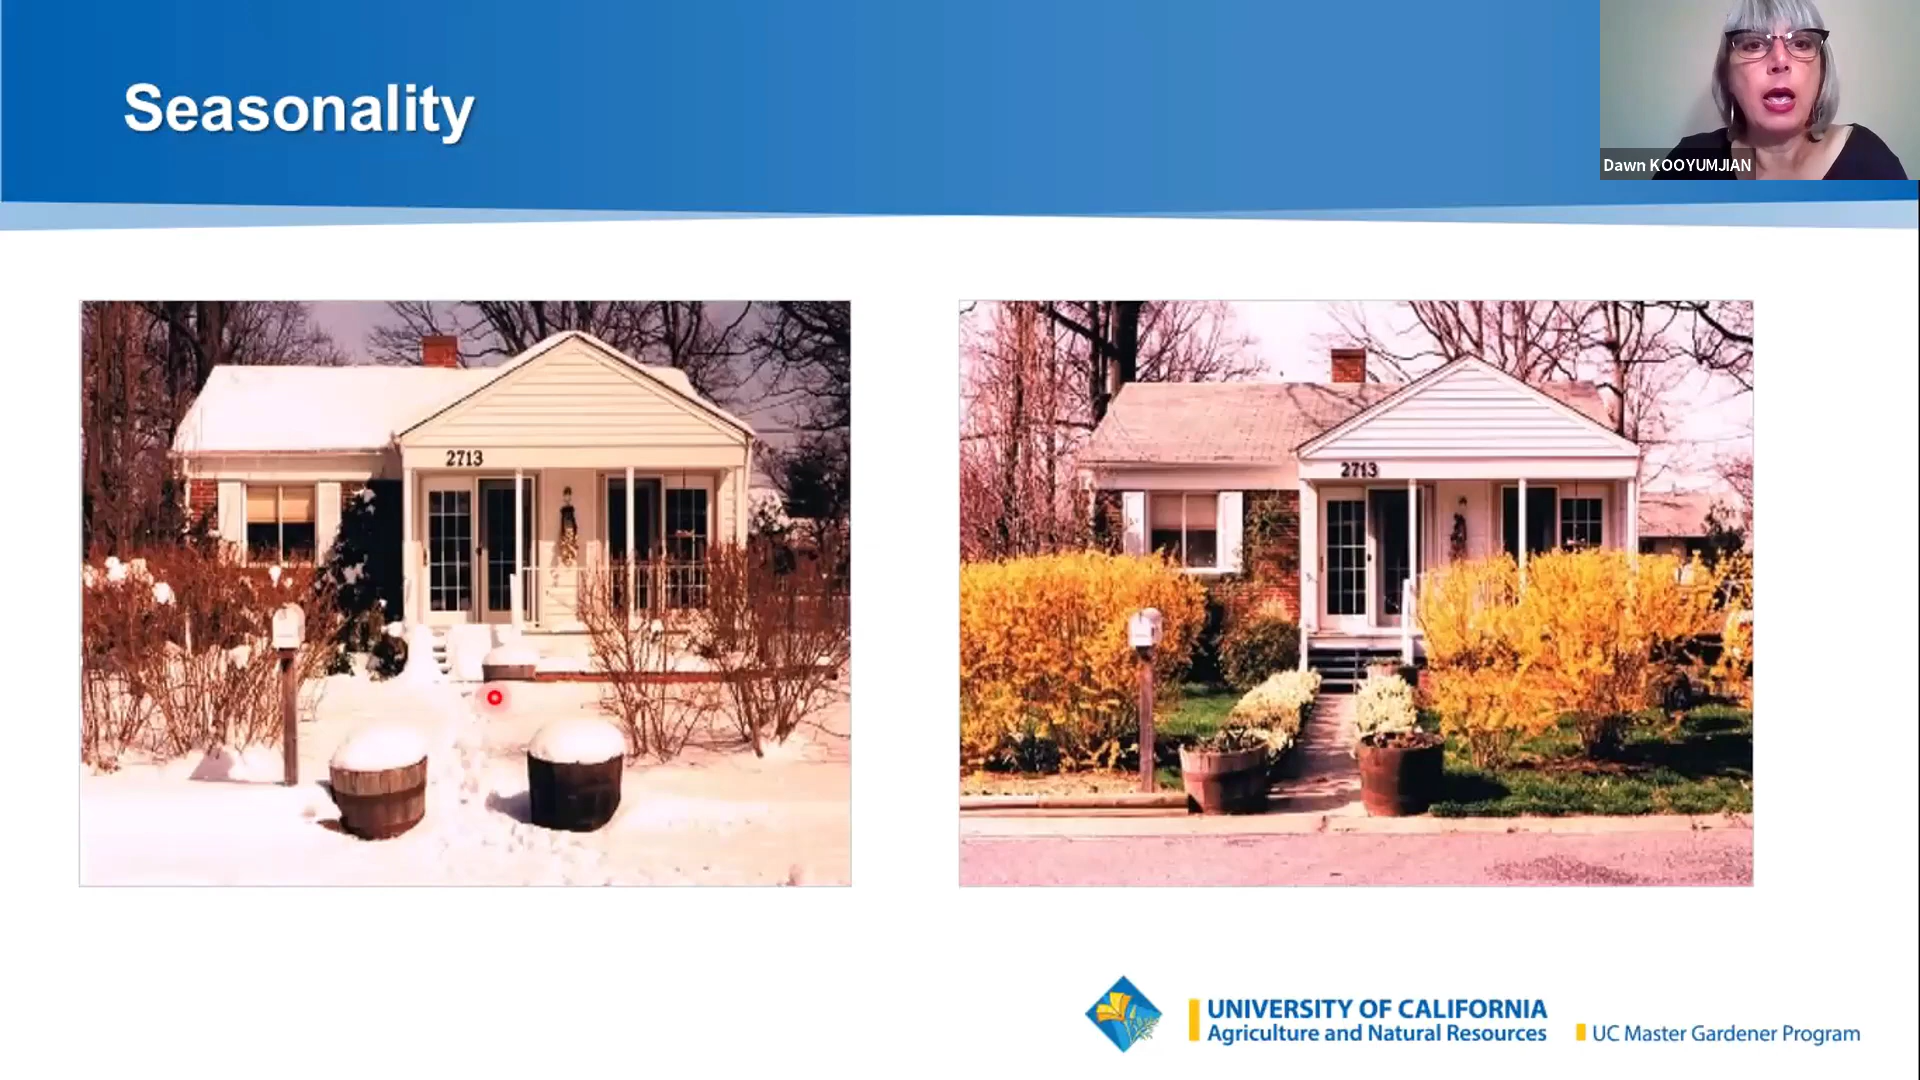 Seasonality
Dawn KOOYUMJIAN
2713
2713
UNIVERSITY OF CALIFORNIA
Agriculture and Natural Resources
UC Master Gardener Program